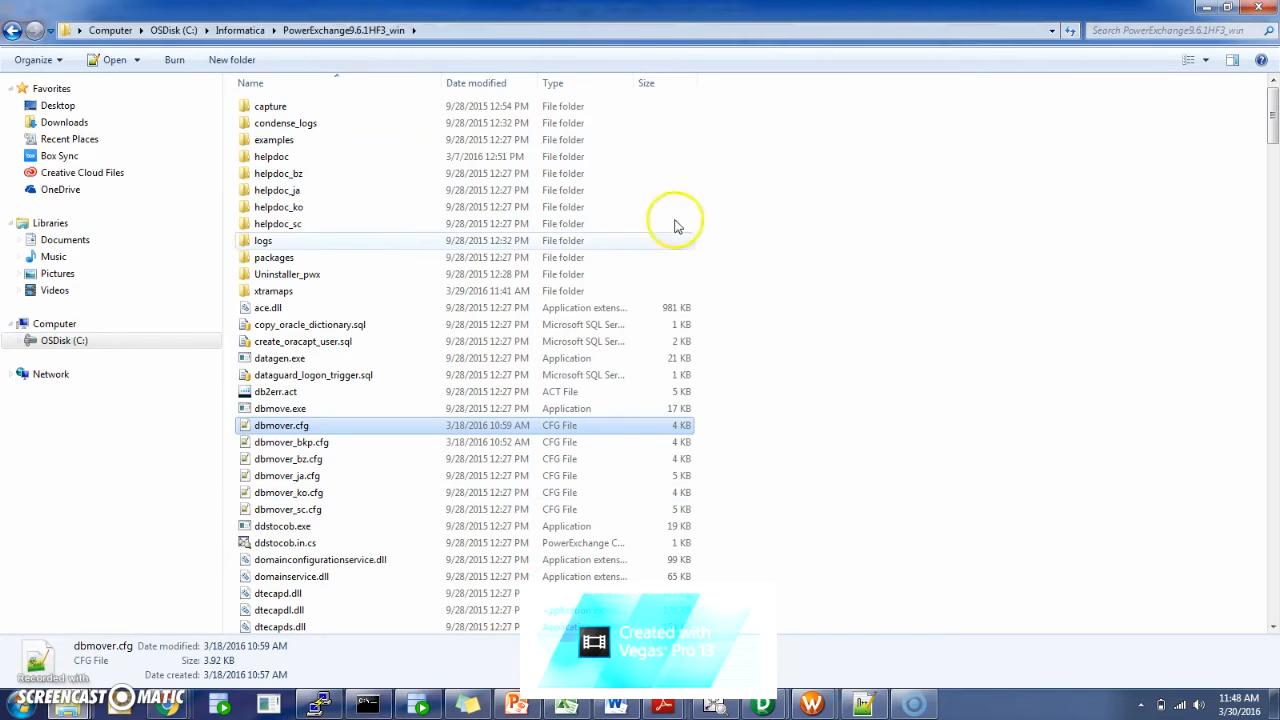 Computer OSDisk (C:) Informatica PowerExchange9.6.1HF3_win Search PowerExchange9.6.1HF3_win
Organize Open Burn New folder
Name Date modified Type Size
Favorites
Desktop
Downloads
Recent Places
Box Sync
Creative Cloud Files
OneDrive
Libraries
Documents
Music
Pictures
Videos
Computer
OSDisk (C:)
Network
capture 9/28/2015 12:54 PM File folder
condense_logs 9/28/2015 12:32 PM File folder
examples 9/28/2015 12:27 PM File folder
helpdoc 3/7/2016 12:51 PM File folder
helpdoc_bz 9/28/2015 12:27 PM File folder
helpdoc_ja 9/28/2015 12:27 PM File folder
helpdoc_ko 9/28/2015 12:27 PM File folder
helpdoc_sc 9/28/2015 12:27 PM File folder
logs 9/28/2015 12:32 PM File folder
packages 9/28/2015 12:27 PM File folder
Uninstaller_pwx 9/28/2015 12:28 PM File folder
xtramaps 3/29/2016 11:41 AM File folder
ace.dll 9/28/2015 12:27 PM Application extens... 981 KB
copy_oracle_dictionary.sql 9/28/2015 12:27 PM Microsoft SQL Ser... 1 KB
create_oracapt_user.sql 9/28/2015 12:27 PM Microsoft SQL Ser... 2 KB
datagen.exe 9/28/2015 12:27 PM Application 21 KB
dataguard_logon_trigger.sql 9/28/2015 12:27 PM Microsoft SQL Ser... 1 KB
db2err.act 9/28/2015 12:27 PM ACT File 5 KB
dbmove.exe 9/28/2015 12:27 PM Application 17 KB
dbmover.cfg 3/18/2016 10:59 AM CFG File 4 KB
dbmover_bkp.cfg 3/18/2016 10:52 AM CFG File 4 KB
dbmover_bz.cfg 9/28/2015 12:27 PM CFG File 4 KB
dbmover_ja.cfg 9/28/2015 12:27 PM CFG File 5 KB
dbmover_ko.cfg 9/28/2015 12:27 PM CFG File 4 KB
dbmover_sc.cfg 9/28/2015 12:27 PM CFG File 5 KB
ddstocob.exe 9/28/2015 12:27 PM Application 19 KB
ddstocob.in.cs 9/28/2015 12:27 PM PowerExchange C... 1 KB
domainconfigurationservice.dll 9/28/2015 12:27 PM Application extens... 99 KB
domainservice.dll 9/28/2015 12:27 PM Application extens... 65 KB
dtecapd.dll 9/28/2015 12:27 P
dtecapdl.dll 9/28/2015 12:27 P
dtecapds.dll 9/28/2015 12:27 P
Created with
Vegas Pro 13
dbmover.cfg Date modified: 3/18/2016 10:59 AM
CFG File Size: 3.92 KB
Date created: 3/18/2016 10:57 AM
Recorded with
SCREENCAST MATIC
11:48 AM
3/30/2016